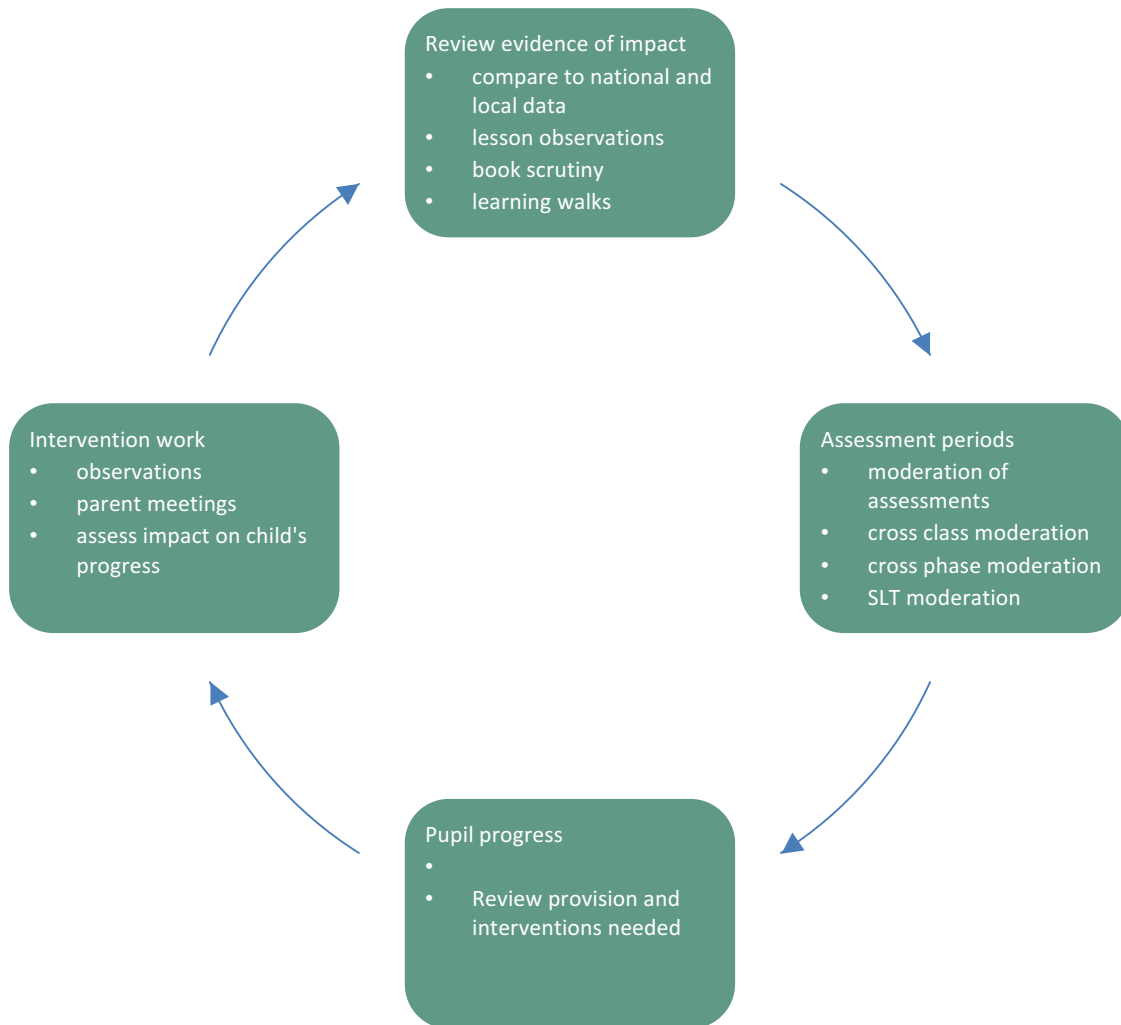 Review evidence of impact
• compare to national and
local data
• lesson observations
• book scrutiny
• learning walks
Intervention work
• observations
• parent meetings
• assess impact on child's
progress
Assessment periods
• moderation of
assessments
• cross class moderation
• cross phase moderation
• SLT moderation
Pupil progress
•
• Review provision and
interventions needed